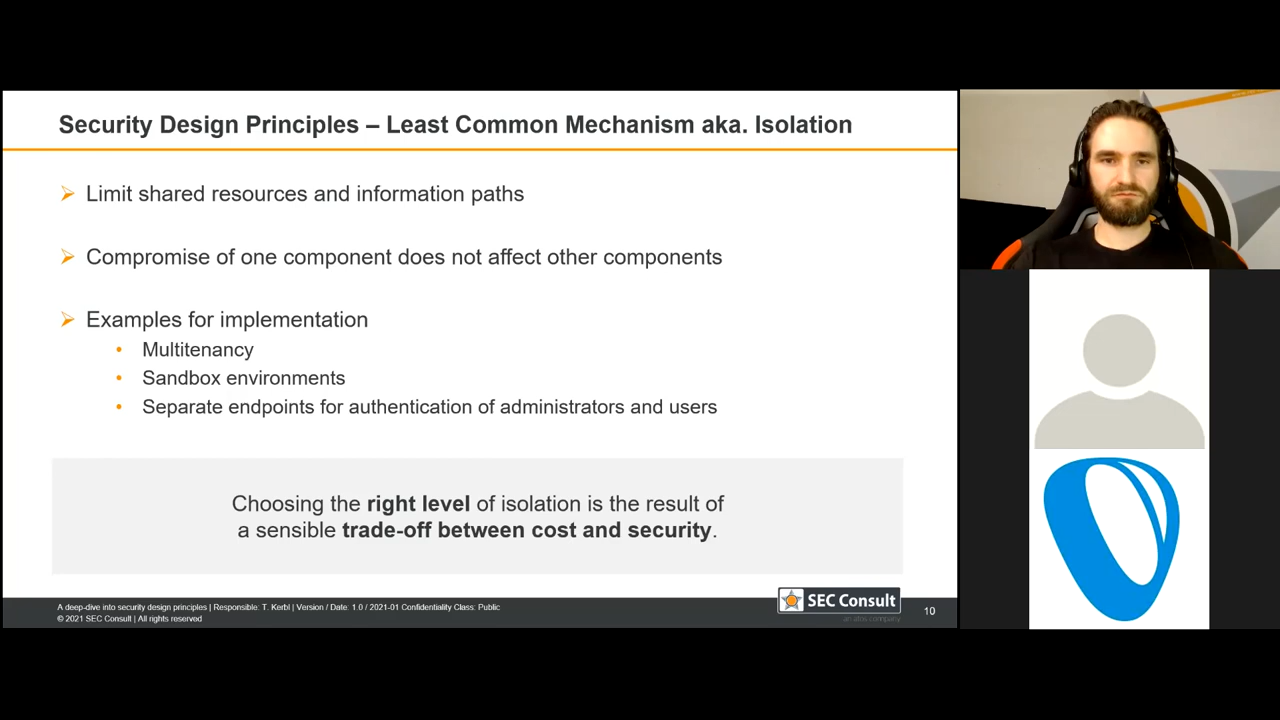 Security Design Principles – Least Common Mechanism aka. Isolation
Limit shared resources and information paths
Compromise of one component does not affect other components
Examples for implementation
Multitenancy
Sandbox environments
Separate endpoints for authentication of administrators and users
Choosing the right level of isolation is the result of
a sensible trade-off between cost and security.
A deep-dive into security design principles | Responsible: T. Kerbl | Version / Date: 1.0 / 2021-01 Confidentiality Class: Public
© 2021 SEC Consult | All rights reserved
SEC Consult
an atos company
10